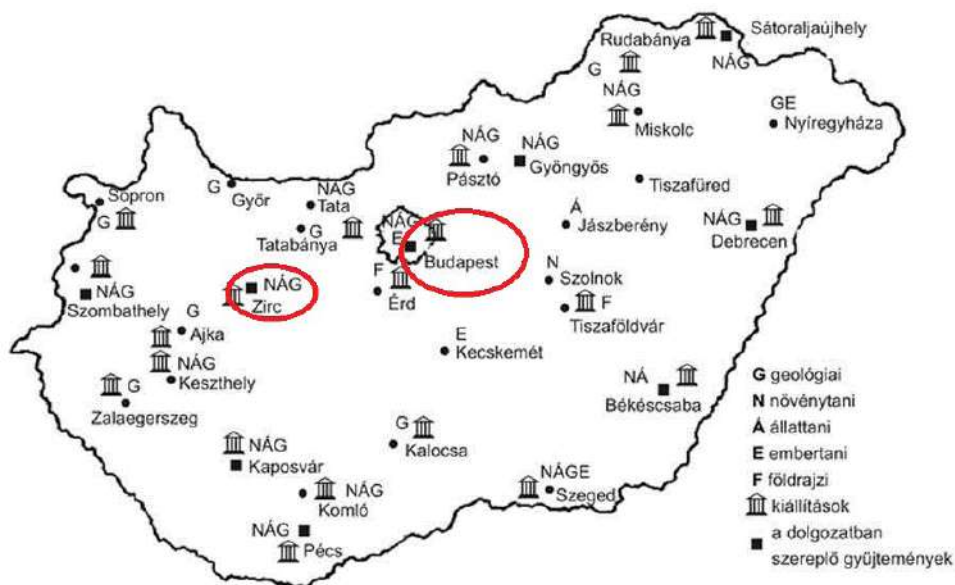 Sátoraljaújhely
Rudabánya
G
NÁG
NÁG
Miskolc
GE
Nyíregyháza
NÁG
Pásztó
NÁG
Gyöngyös
Tiszafüred
Sopron
G
G
Győr
NÁG
Tata
G
Tatabánya
NÁG
E
Budapest
Á
Jászberény
NÁG
Debrecen
NÁG
Szombathely
NÁG
Zirc
F
Érd
N
Szolnok
F
Tiszaföldvár
G
Ajka
NÁG
Keszthely
G
Zalaegerszeg
E
Kecskemét
NÁ
Békéscsaba
G
Kalocsa
NÁG
Kaposvár
NÁG
Komló
NÁG
Pécs
NÁGE
Szeged
G geológiai
N növénytani
Á állattani
E embertani
F földrajzi
kiállítások
a dolgozatban
szereplő gyűjtemények